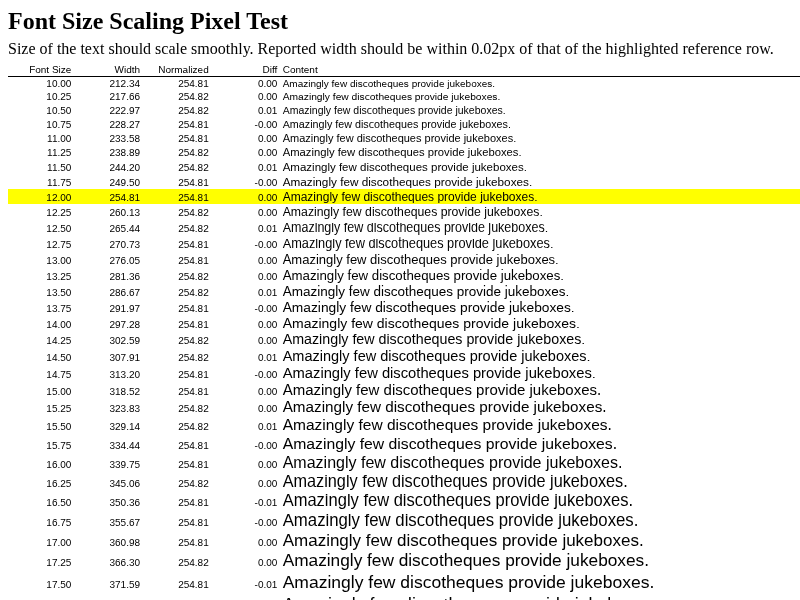 Font Size Scaling Pixel Test
Size of the text should scale smoothly. Reported width should be within 0.02px of that of the highlighted reference row.
Font Size Width Normalized Diff Content
10.00 212.34 254.81 0.00 Amazingly few discotheques provide jukeboxes.
10.25 217.66 254.82 0.00 Amazingly few discotheques provide jukeboxes.
10.50 222.97 254.82 0.01 Amazingly few discotheques provide jukeboxes.
10.75 228.27 254.81 -0.00 Amazingly few discotheques provide jukeboxes.
11.00 233.58 254.81 0.00 Amazingly few discotheques provide jukeboxes.
11.25 238.89 254.82 0.00 Amazingly few discotheques provide jukeboxes.
11.50 244.20 254.82 0.01 Amazingly few discotheques provide jukeboxes.
11.75 249.50 254.81 -0.00 Amazingly few discotheques provide jukeboxes.
12.00 254.81 254.81 0.00 Amazingly few discotheques provide jukeboxes.
12.25 260.13 254.82 0.00 Amazingly few discotheques provide jukeboxes.
12.50 265.44 254.82 0.01 Amazingly few discotheques provide jukeboxes.
12.75 270.73 254.81 -0.00 Amazingly few discotheques provide jukeboxes.
13.00 276.05 254.82 0.00 Amazingly few discotheques provide jukeboxes.
13.25 281.36 254.82 0.00 Amazingly few discotheques provide jukeboxes.
13.50 286.67 254.82 0.01 Amazingly few discotheques provide jukeboxes.
13.75 291.97 254.81 -0.00 Amazingly few discotheques provide jukeboxes.
14.00 297.28 254.81 0.00 Amazingly few discotheques provide jukeboxes.
14.25 302.59 254.82 0.00 Amazingly few discotheques provide jukeboxes.
14.50 307.91 254.82 0.01 Amazingly few discotheques provide jukeboxes.
14.75 313.20 254.81 -0.00 Amazingly few discotheques provide jukeboxes.
15.00 318.52 254.81 0.00 Amazingly few discotheques provide jukeboxes.
15.25 323.83 254.82 0.00 Amazingly few discotheques provide jukeboxes.
15.50 329.14 254.82 0.01 Amazingly few discotheques provide jukeboxes.
15.75 334.44 254.81 -0.00 Amazingly few discotheques provide jukeboxes.
16.00 339.75 254.81 0.00 Amazingly few discotheques provide jukeboxes.
16.25 345.06 254.82 0.00 Amazingly few discotheques provide jukeboxes.
16.50 350.36 254.81 -0.01 Amazingly few discotheques provide jukeboxes.
16.75 355.67 254.81 -0.00 Amazingly few discotheques provide jukeboxes.
17.00 360.98 254.81 0.00 Amazingly few discotheques provide jukeboxes.
17.25 366.30 254.82 0.00 Amazingly few discotheques provide jukeboxes.
17.50 371.59 254.81 -0.01 Amazingly few discotheques provide jukeboxes.